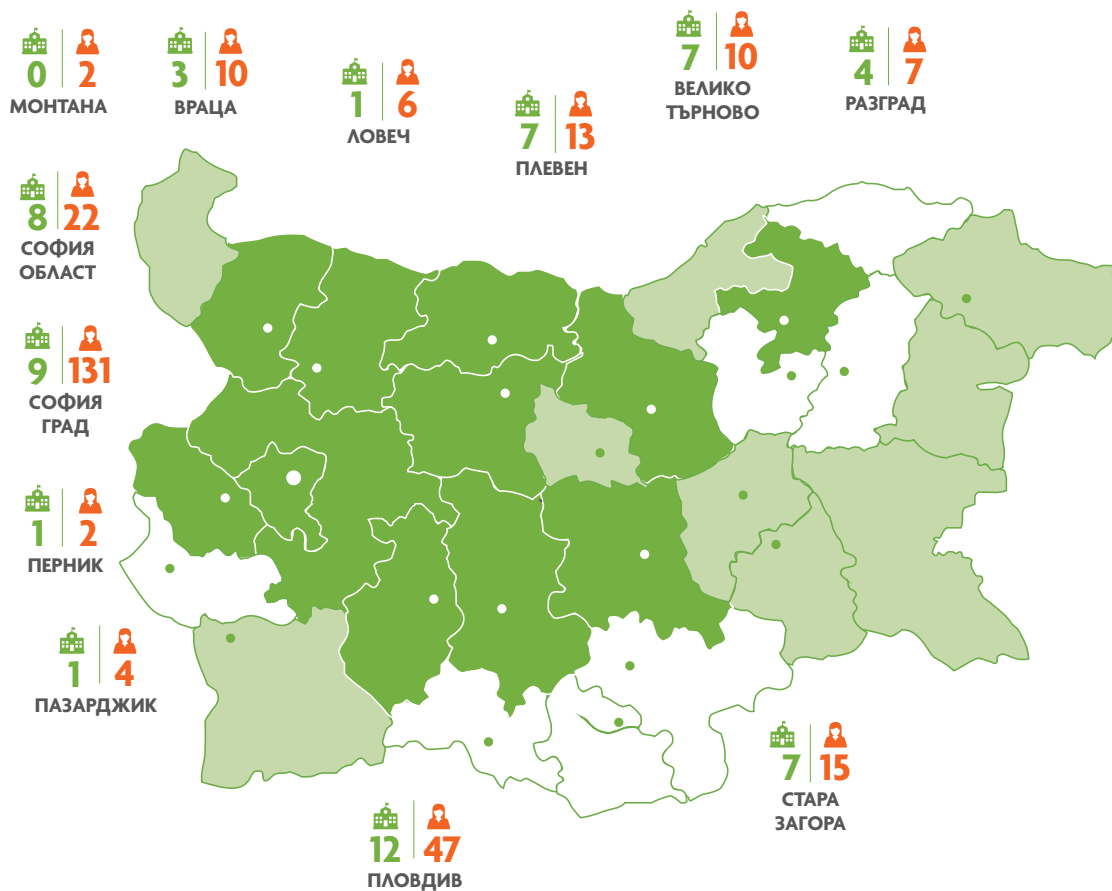 0 2
МОНТАНА
3 10
ВРАЦА
1 6
ЛОВЕЧ
7 13
ПЛЕВЕН
7 10
ВЕЛИКО
ТЪРНОВО
4 7
РАЗГРАД
8 22
СОФИЯ
ОБЛАСТ
9 131
СОФИЯ
ГРАД
1 2
ПЕРНИК
1 4
ПАЗАРДЖИК
12 47
ПЛОВДИВ
7 15
СТАРА
ЗАГОРА